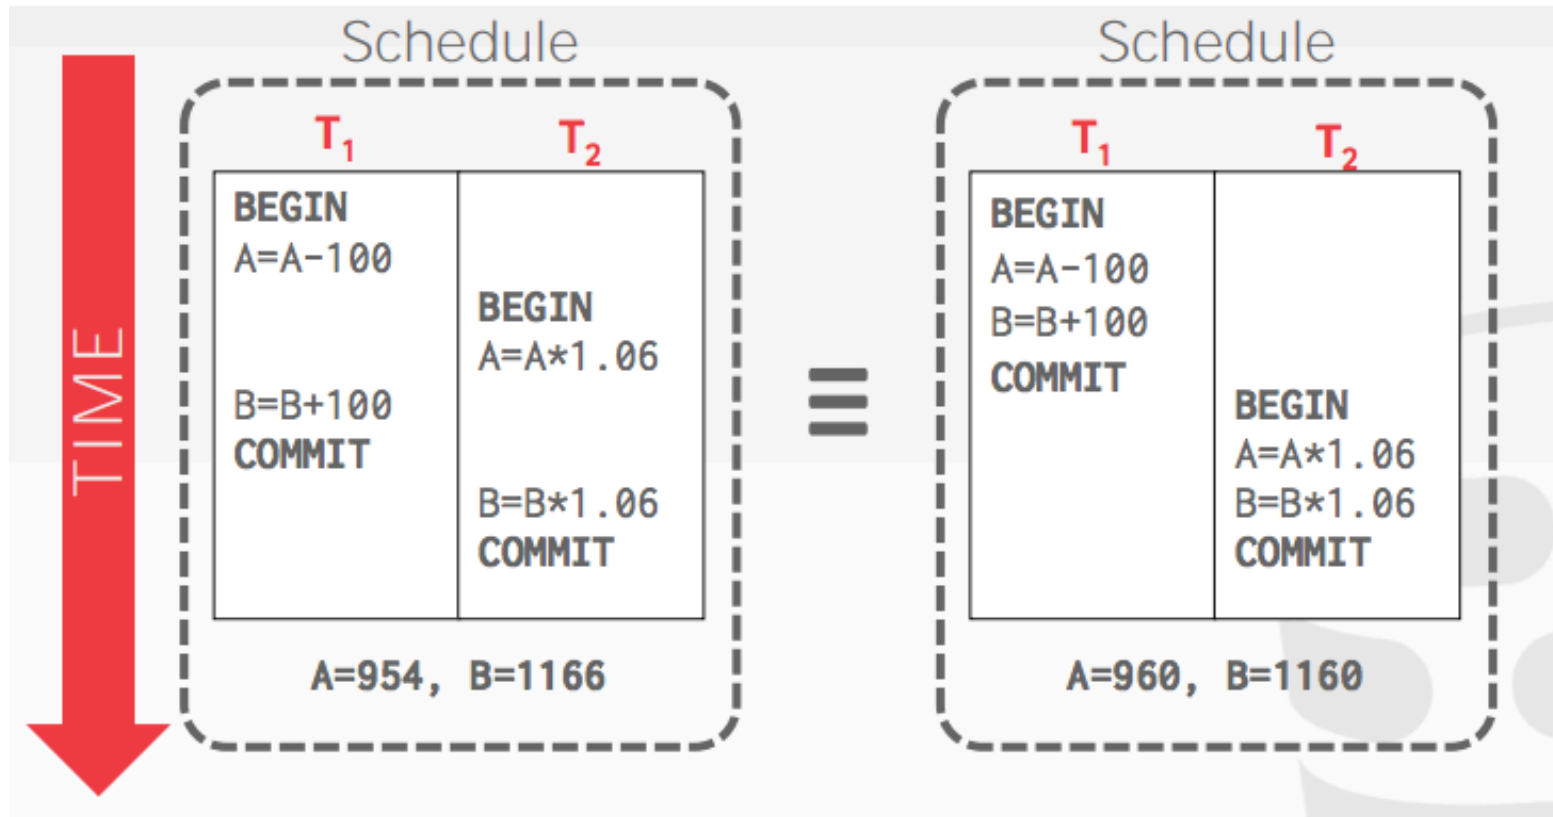 TIME
Schedule
T1
T2
BEGIN
A=A-100
BEGIN
A=A*1.06
B=B+100
COMMIT
B=B*1.06
COMMIT
A=954, B=1166
≡
Schedule
T1
T2
BEGIN
A=A-100
B=B+100
COMMIT
BEGIN
A=A*1.06
B=B*1.06
COMMIT
A=960, B=1160